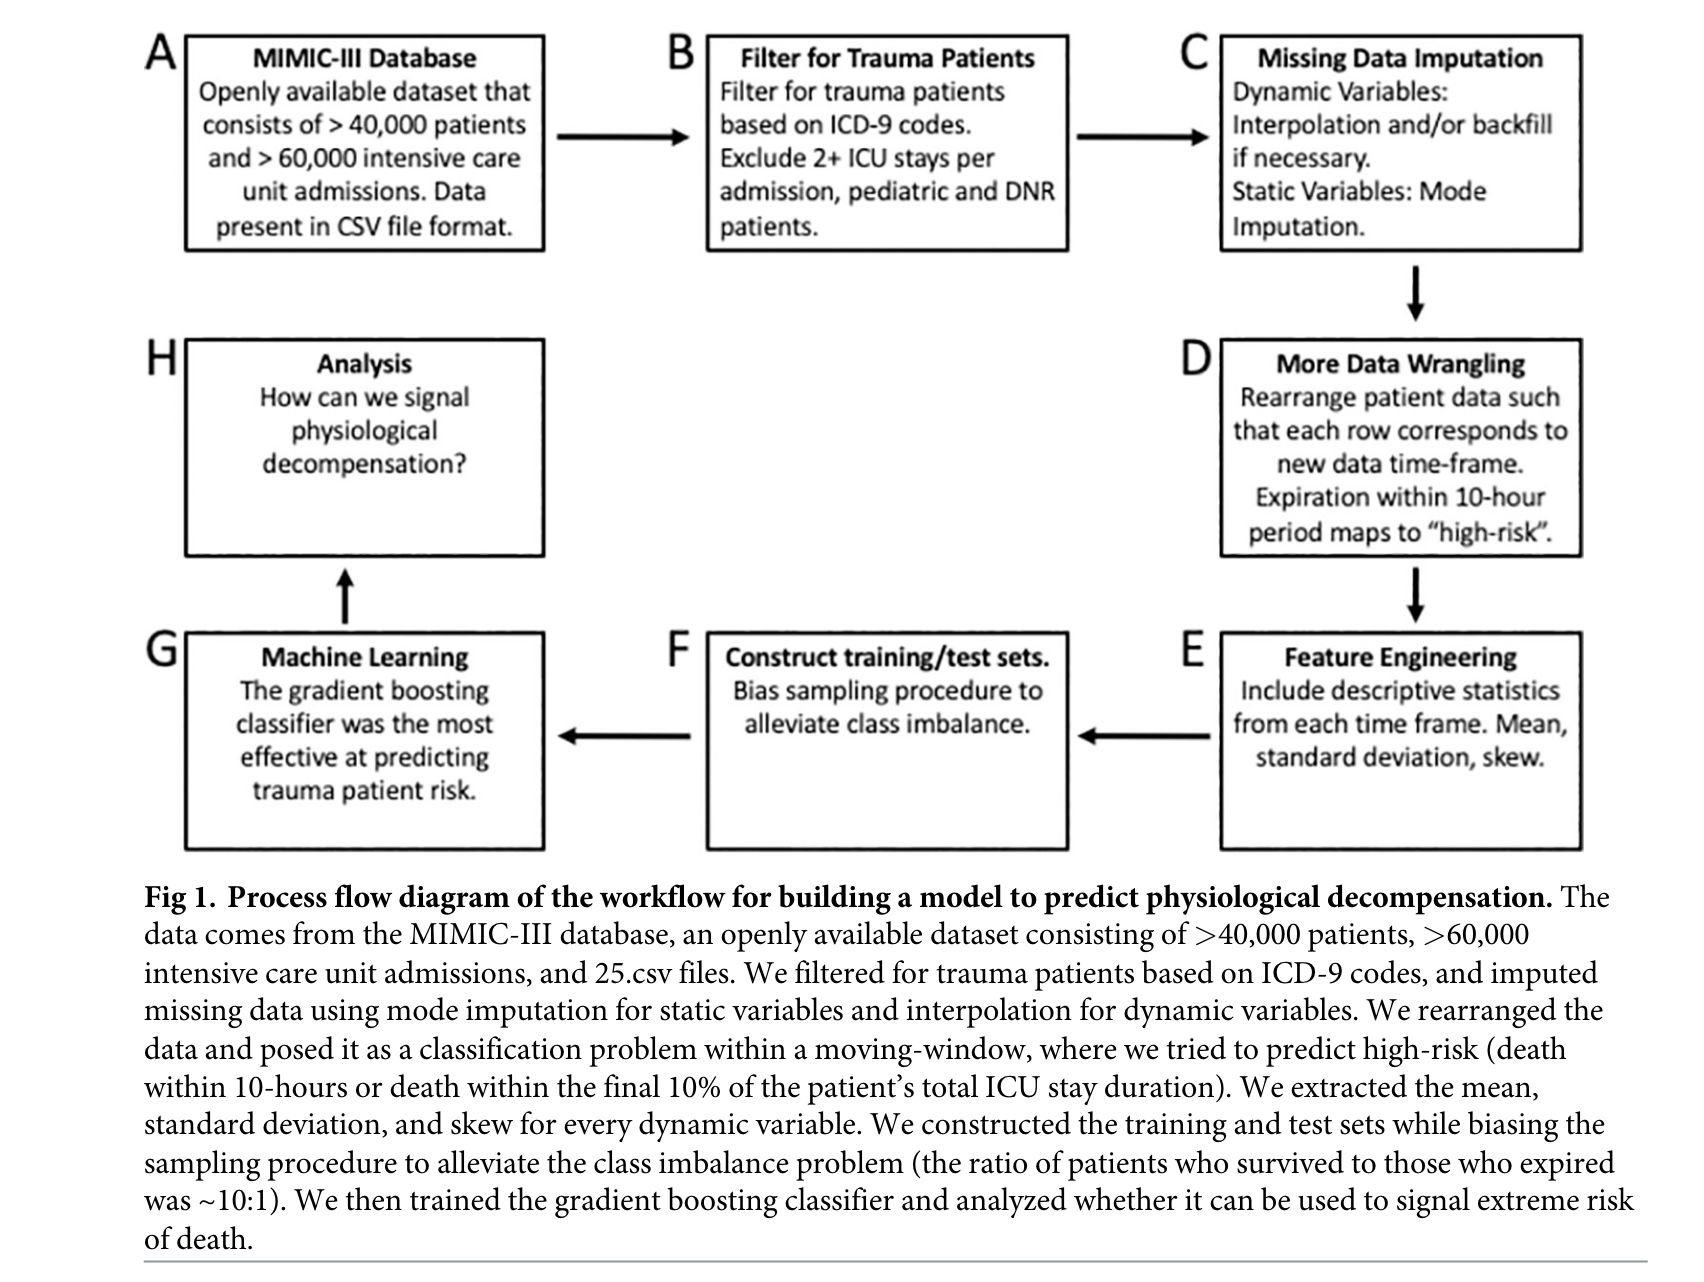 A
MIMIC-III Database
Openly available dataset that
consists of > 40,000 patients
and > 60,000 intensive care
unit admissions. Data
present in CSV file format.
B
Filter for Trauma Patients
Filter for trauma patients
based on ICD-9 codes.
Exclude 2+ ICU stays per
admission, pediatric and DNR
patients.
C
Missing Data Imputation
Dynamic Variables:
Interpolation and/or backfill
if necessary.
Static Variables: Mode
Imputation.
D
More Data Wrangling
Rearrange patient data such
that each row corresponds to
new data time-frame.
Expiration within 10-hour
period maps to “high-risk”.
E
Feature Engineering
Include descriptive statistics
from each time frame. Mean,
standard deviation, skew.
F
Construct training/test sets.
Bias sampling procedure to
alleviate class imbalance.
G
Machine Learning
The gradient boosting
classifier was the most
effective at predicting
trauma patient risk.
H
Analysis
How can we signal
physiological
decompensation?
Fig 1. Process flow diagram of the workflow for building a model to predict physiological decompensation. The
data comes from the MIMIC-III database, an openly available dataset consisting of >40,000 patients, >60,000
intensive care unit admissions, and 25.csv files. We filtered for trauma patients based on ICD-9 codes, and imputed
missing data using mode imputation for static variables and interpolation for dynamic variables. We rearranged the
data and posed it as a classification problem within a moving-window, where we tried to predict high-risk (death
within 10-hours or death within the final 10% of the patient’s total ICU stay duration). We extracted the mean,
standard deviation, and skew for every dynamic variable. We constructed the training and test sets while biasing the
sampling procedure to alleviate the class imbalance problem (the ratio of patients who survived to those who expired
was ~10:1). We then trained the gradient boosting classifier and analyzed whether it can be used to signal extreme risk
of death.